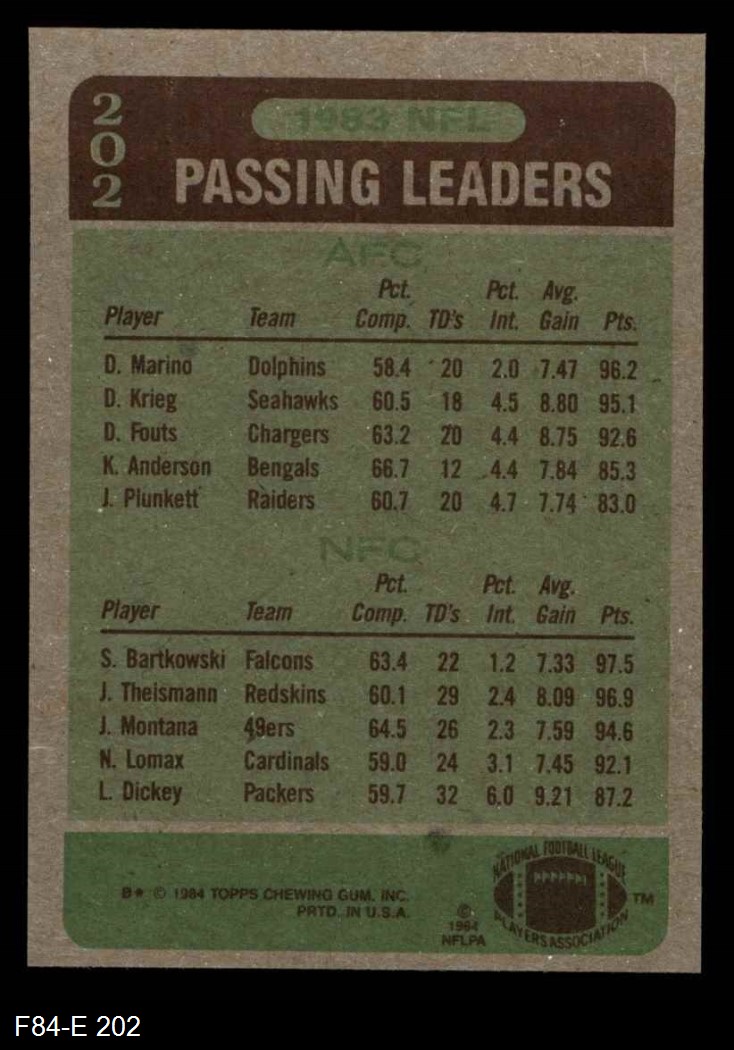 202
1983 NFL
PASSING LEADERS
AFC
Pct. Pct. Avg.
Player Team Comp. TD's Int. Gain Pts.
D. Marino Dolphins 58.4 20 2.0 7.47 96.2
D. Krieg Seahawks 60.5 18 4.5 8.80 95.1
D. Fouts Chargers 63.2 20 4.4 8.75 92.6
K. Anderson Bengals 66.7 12 4.4 7.84 85.3
J. Plunkett Raiders 60.7 20 4.7 7.74 83.0
NFC
Pct. Pct. Avg.
Player Team Comp. TD's Int. Gain Pts.
S. Bartkowski Falcons 63.4 22 1.2 7.33 97.5
J. Theismann Redskins 60.1 29 2.4 8.09 96.9
J. Montana 49ers 64.5 26 2.3 7.59 94.6
N. Lomax Cardinals 59.0 24 3.1 7.45 92.1
L. Dickey Packers 59.7 32 6.0 9.21 87.2
B★ © 1984 TOPPS CHEWING GUM, INC.
PRTD. IN U.S.A.
©
1984
NFLPA
NATIONAL FOOTBALL LEAGUE
PLAYERS ASSOCIATION
™
F84-E 202